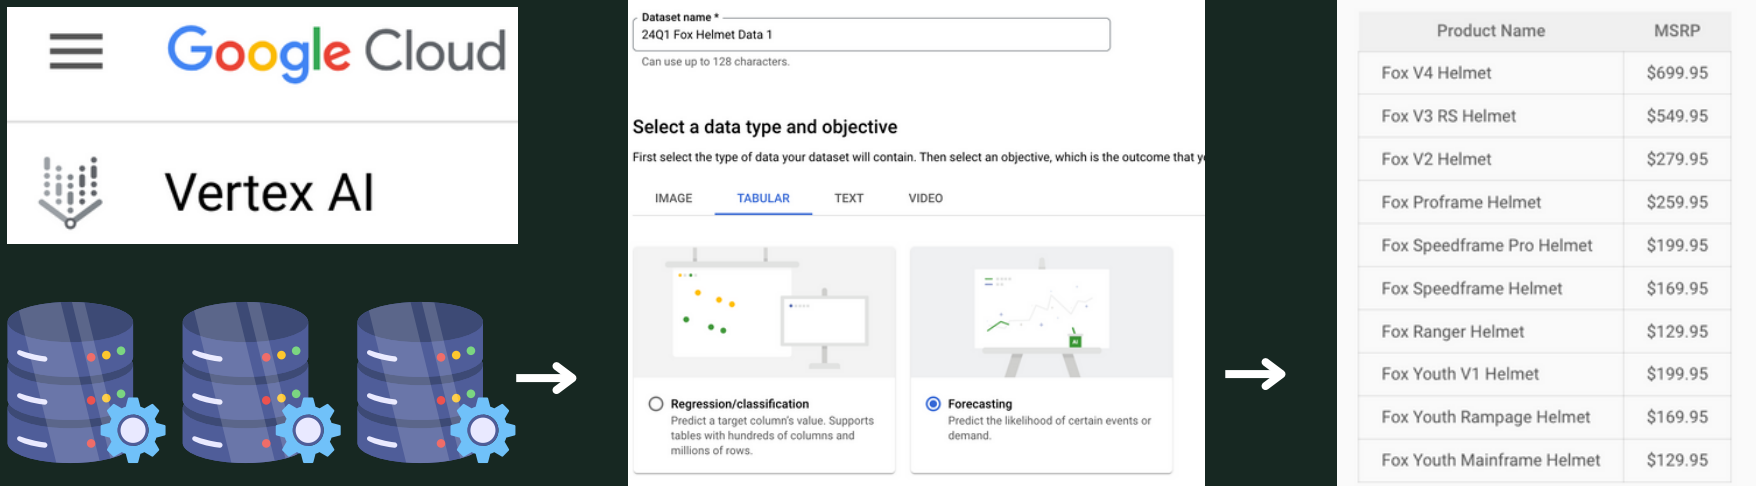 Google Cloud
Vertex AI
Dataset name *
24Q1 Fox Helmet Data 1
Can use up to 128 characters.
Select a data type and objective
First select the type of data your dataset will contain. Then select an objective, which is the outcome that
IMAGE TABULAR TEXT VIDEO
AI
Regression/classification
Predict a target column's value. Supports
tables with hundreds of columns and
millions of rows.
Forecasting
Predict the likelihood of certain events or
demand.
Product Name MSRP
Fox V4 Helmet $699.95
Fox V3 RS Helmet $549.95
Fox V2 Helmet $279.95
Fox Proframe Helmet $259.95
Fox Speedframe Pro Helmet $199.95
Fox Speedframe Helmet $169.95
Fox Ranger Helmet $129.95
Fox Youth V1 Helmet $199.95
Fox Youth Rampage Helmet $169.95
Fox Youth Mainframe Helmet $129.95